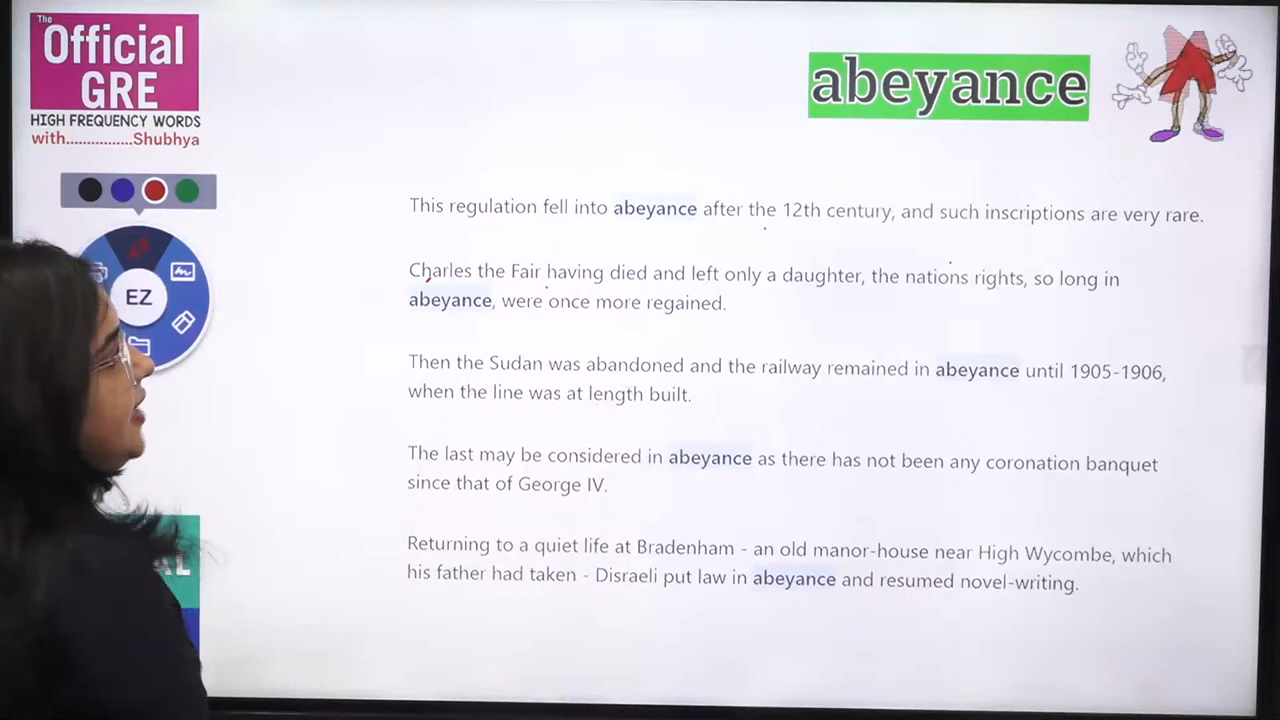 The
Official
GRE
HIGH FREQUENCY WORDS
with................Shubhya
abeyance
EZ
This regulation fell into abeyance after the 12th century, and such inscriptions are very rare.
Charles the Fair having died and left only a daughter, the nations rights, so long in
abeyance, were once more regained.
Then the Sudan was abandoned and the railway remained in abeyance until 1905-1906,
when the line was at length built.
The last may be considered in abeyance as there has not been any coronation banquet
since that of George IV.
Returning to a quiet life at Bradenham - an old manor-house near High Wycombe, which
his father had taken - Disraeli put law in abeyance and resumed novel-writing.